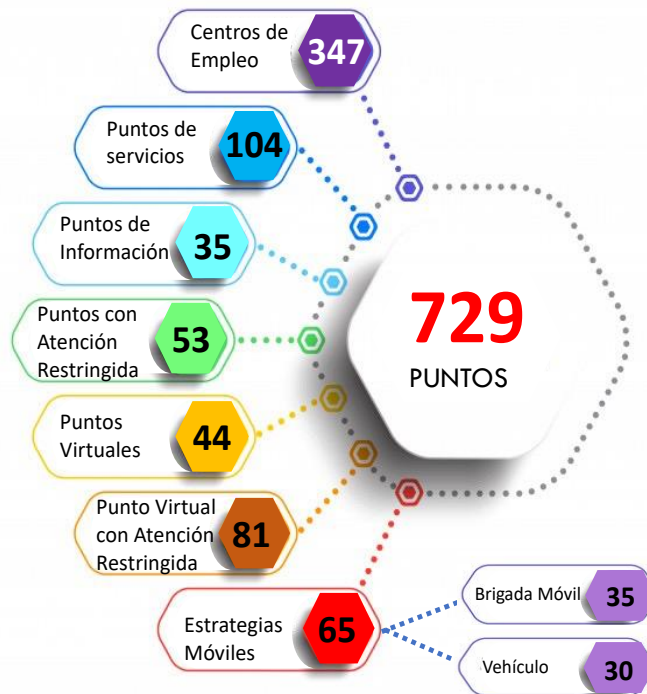 Centros de
Empleo
347
Puntos de
servicios
104
Puntos de
Información
35
Puntos con
Atención
Restringida
53
729
PUNTOS
Puntos
Virtuales
44
Punto Virtual
con Atención
Restringida
81
Estrategias
Móviles
65
Brigada Móvil
35
Vehículo
30